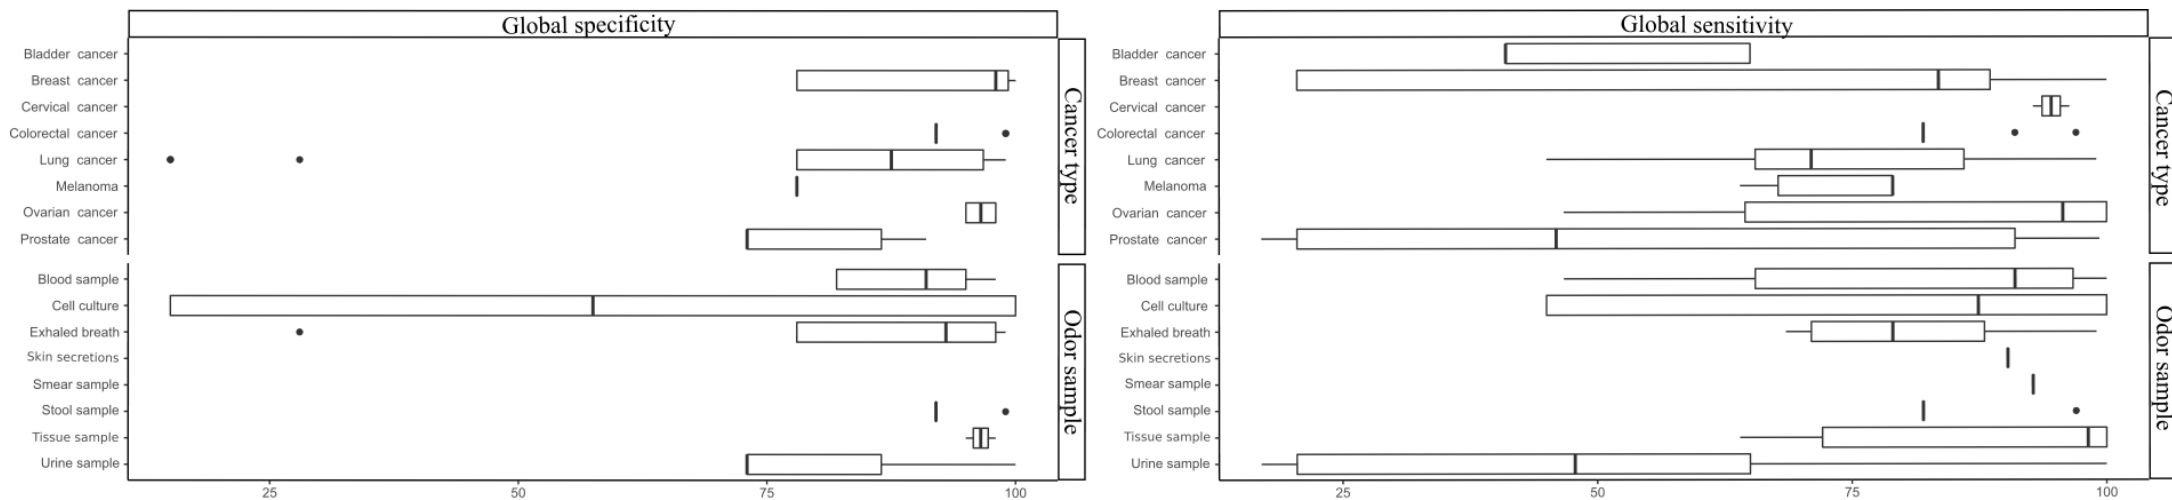 Global specificity
Bladder cancer
Breast cancer
Cervical cancer
Colorectal cancer
Lung cancer
Melanoma
Ovarian cancer
Prostate cancer
Cancer type
Blood sample
Cell culture
Exhaled breath
Skin secretions
Smear sample
Stool sample
Tissue sample
Urine sample
Odor sample
25 50 75 100
Global sensitivity
Bladder cancer
Breast cancer
Cervical cancer
Colorectal cancer
Lung cancer
Melanoma
Ovarian cancer
Prostate cancer
Cancer type
Blood sample
Cell culture
Exhaled breath
Skin secretions
Smear sample
Stool sample
Tissue sample
Urine sample
Odor sample
25 50 75 100